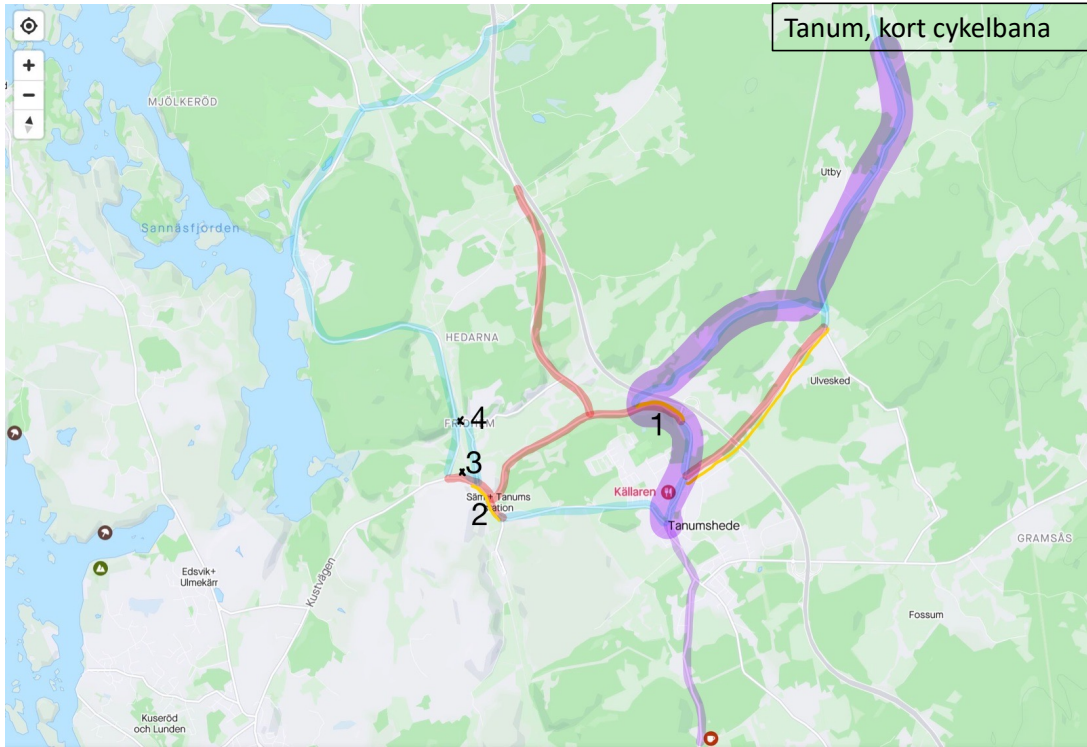 Tanum, kort cykelbana
+
−
MJÖLKERÖD
Utby
Sannäsfjorden
HEDARNA
Ulvesked
4
1
3
Källaren
2
Tanumshede
GRAMSÄS
Edsvik+
Ulmekärr
Kustvägen
Fossum
Kuseröd
och Lunden